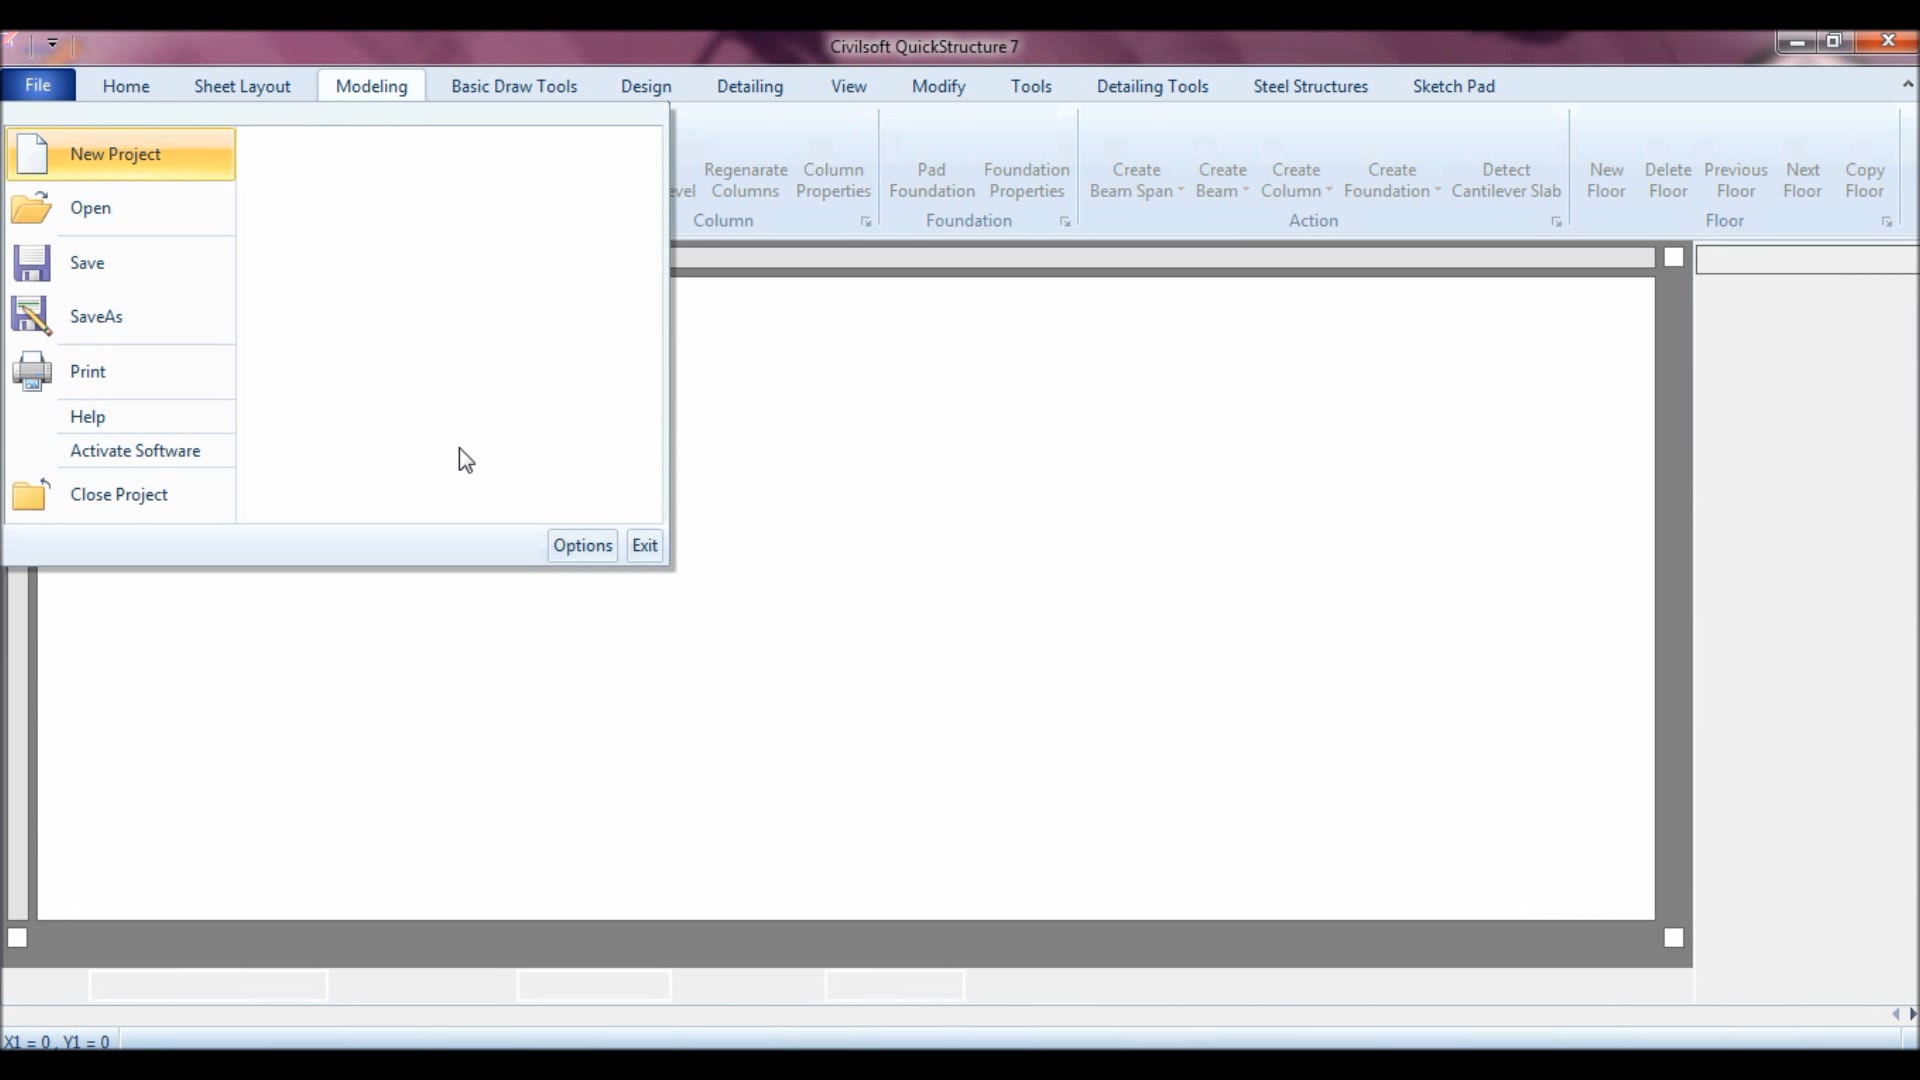 Civilsoft QuickStructure 7
File Home Sheet Layout Modeling Basic Draw Tools Design Detailing View Modify Tools Detailing Tools Steel Structures Sketch Pad
New Project
Open
Save
SaveAs
Print
Help
Activate Software
Close Project
Options Exit
Regenarate Column Pad Foundation Create Create Create Create Detect New Delete Previous Next Copy
Columns Properties Foundation Properties Beam Span Beam Column Foundation Cantilever Slab Floor Floor Floor Floor Floor
Column Foundation Action Floor
X1 = 0 , Y1 = 0